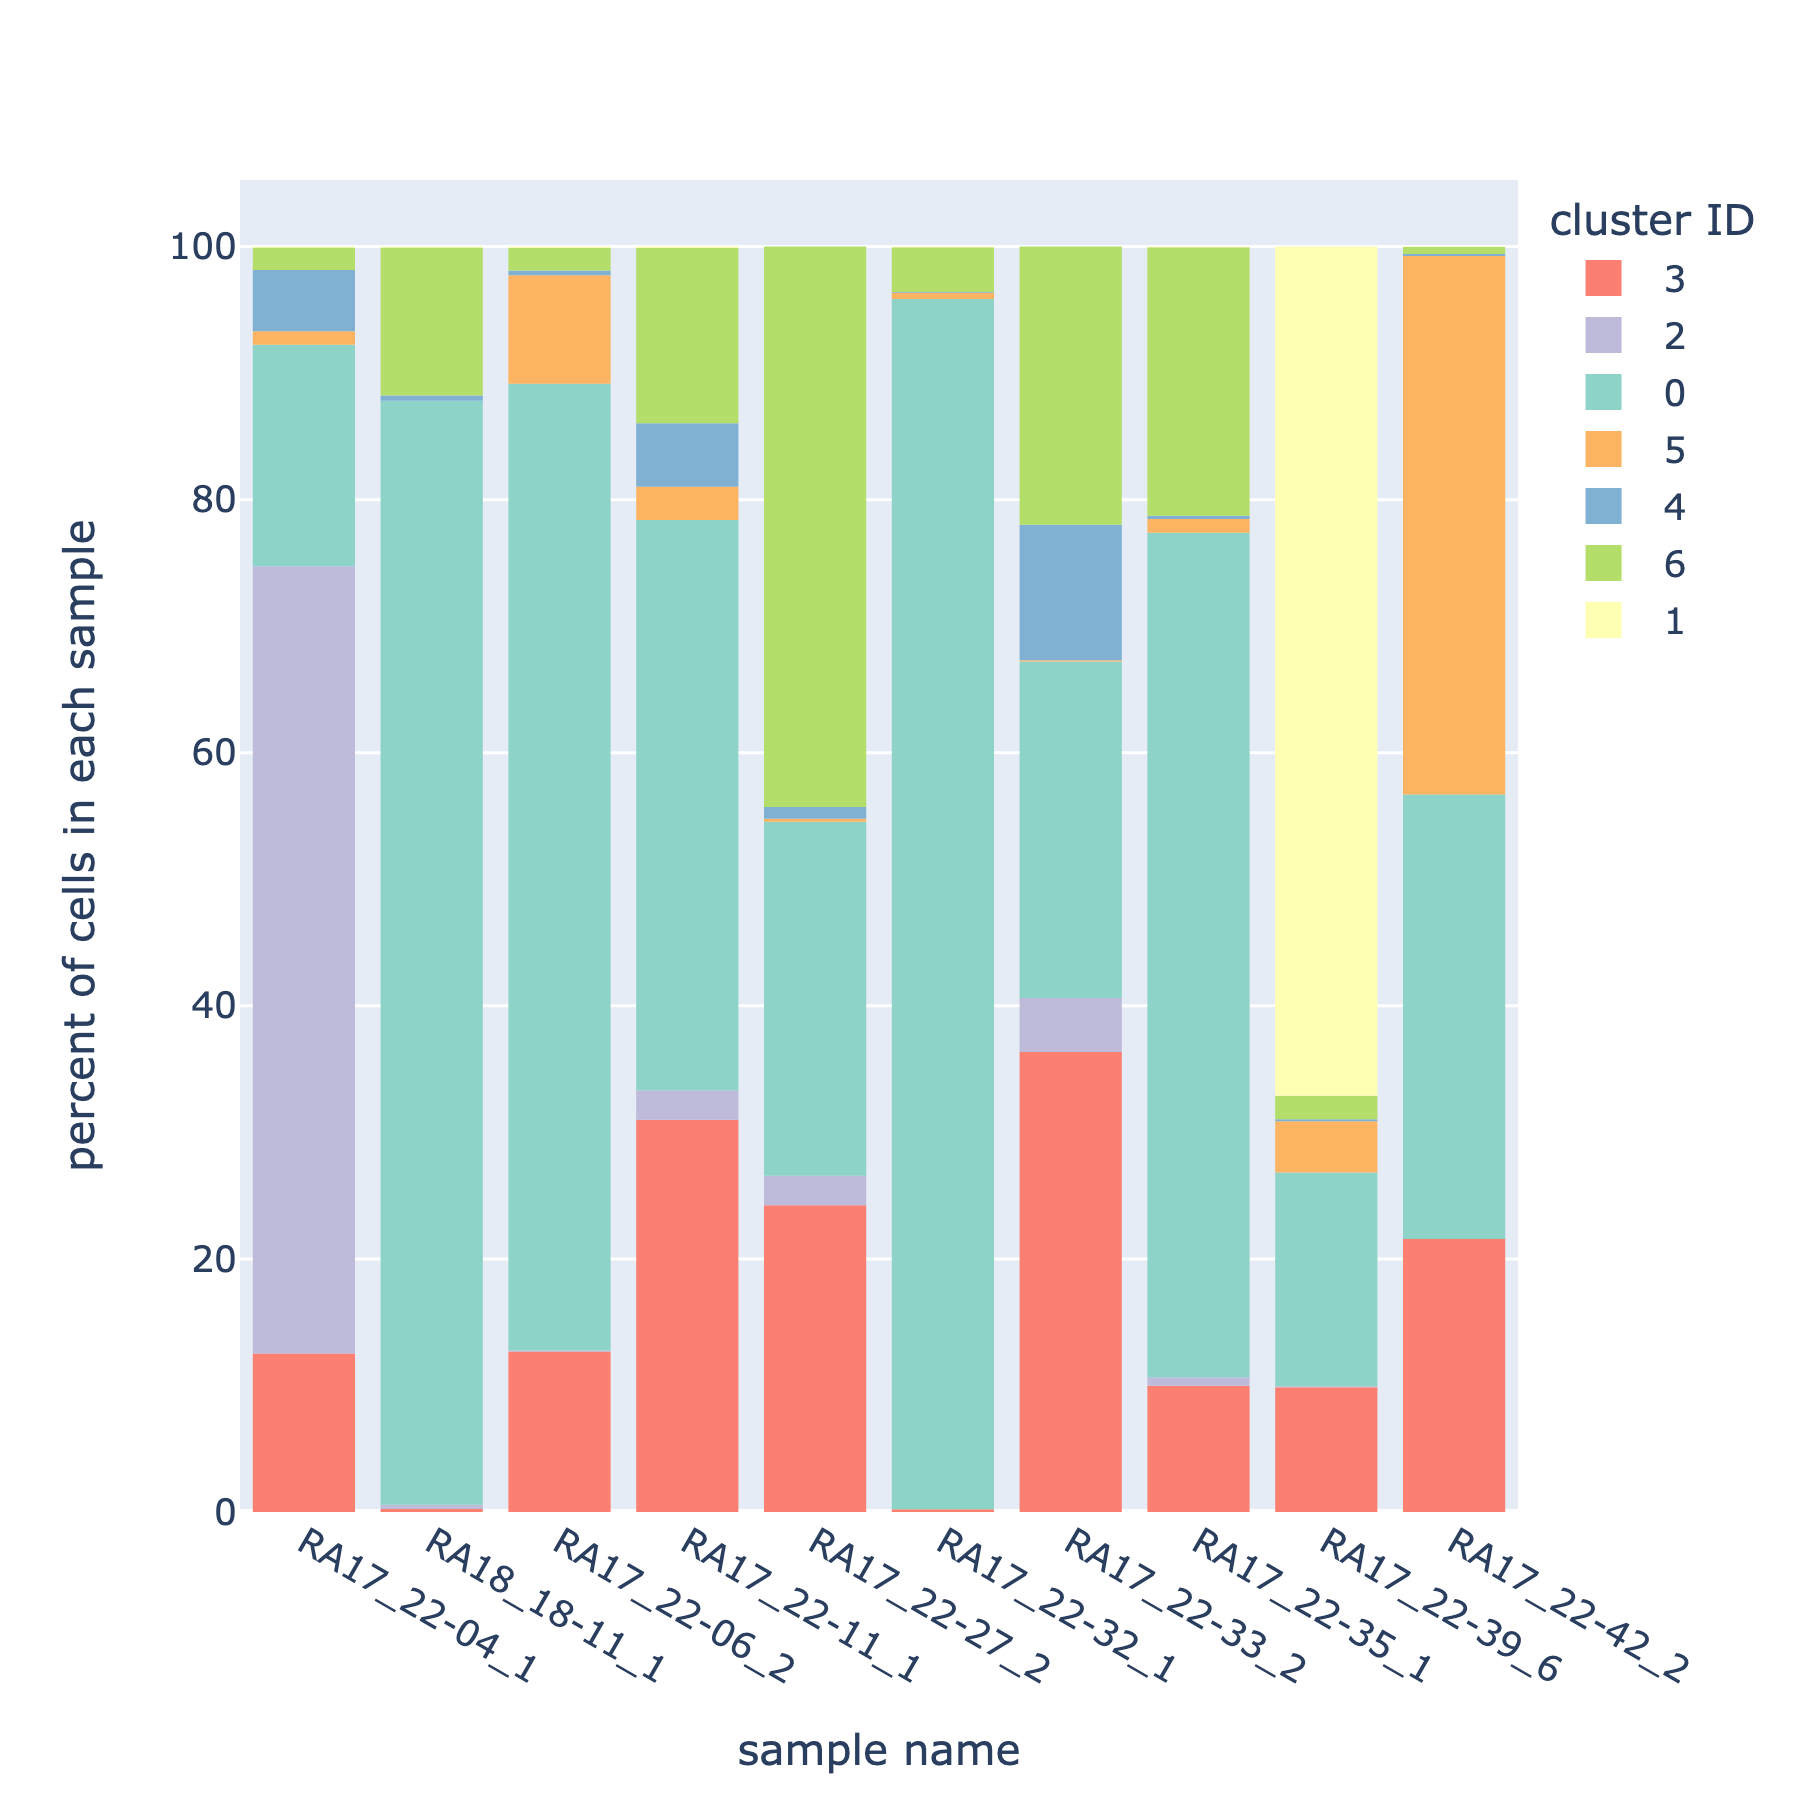 cluster ID
3
2
0
5
4
6
1
percent of cells in each sample
100
80
60
40
20
0
RA17_22-04_1
RA18_18-11_1
RA17_22-06_2
RA17_22-11_1
RA17_22-27_2
RA17_22-32_1
RA17_22-33_2
RA17_22-35_1
RA17_22-39_6
RA17_22-42_2
sample name